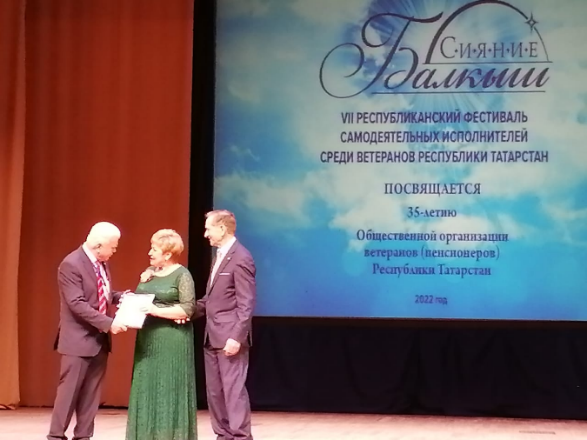 Сияние
Балкыш
VII РЕСПУБЛИКАНСКИЙ ФЕСТИВАЛЬ
САМОДЕЯТЕЛЬНЫХ ИСПОЛНИТЕЛЕЙ
СРЕДИ ВЕТЕРАНОВ РЕСПУБЛИКИ ТАТАРСТАН
ПОСВЯЩАЕТСЯ
35-летию
Общественной организации
ветеранов (пенсионеров)
Республики Татарстан
2022 год